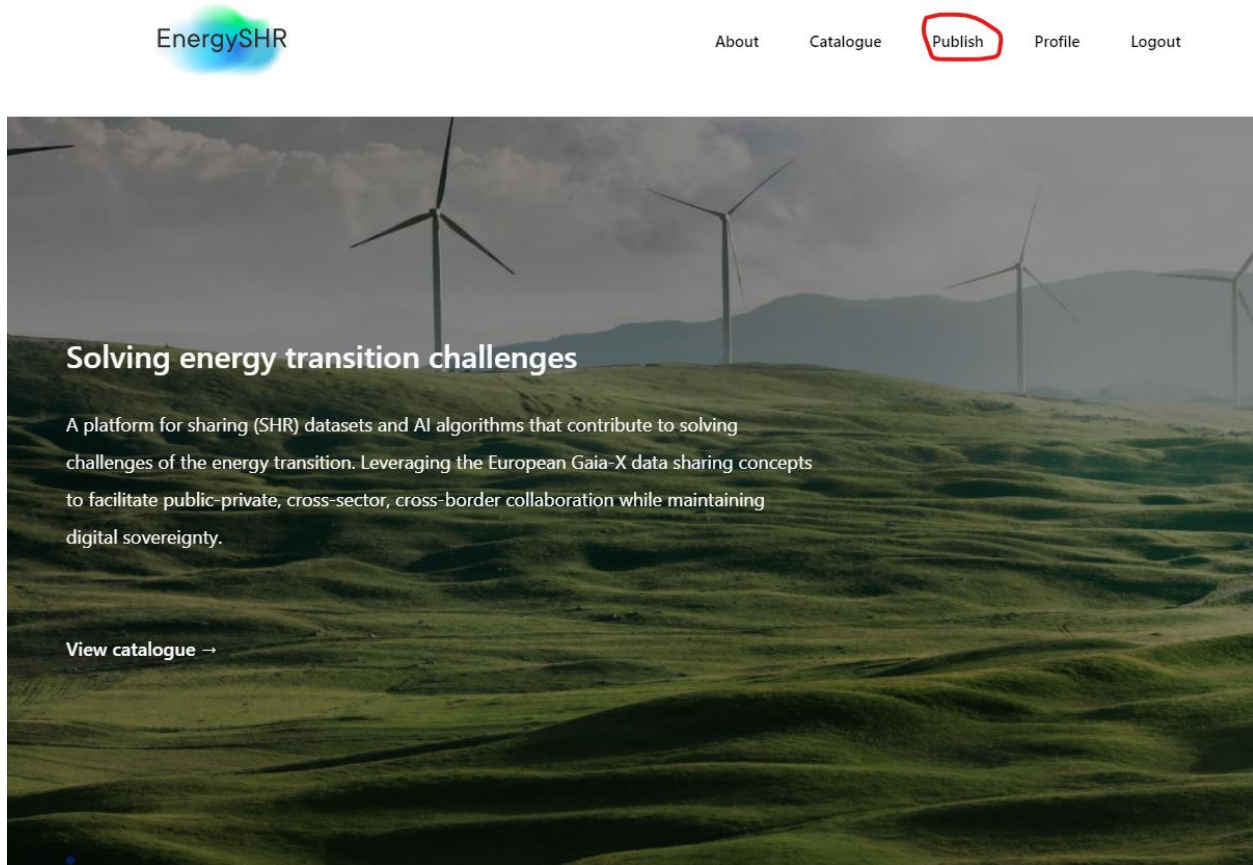 EnergySHR
About Catalogue Publish Profile Logout
Solving energy transition challenges
A platform for sharing (SHR) datasets and AI algorithms that contribute to solving
challenges of the energy transition. Leveraging the European Gaia-X data sharing concepts
to facilitate public-private, cross-sector, cross-border collaboration while maintaining
digital sovereignty.
View catalogue →